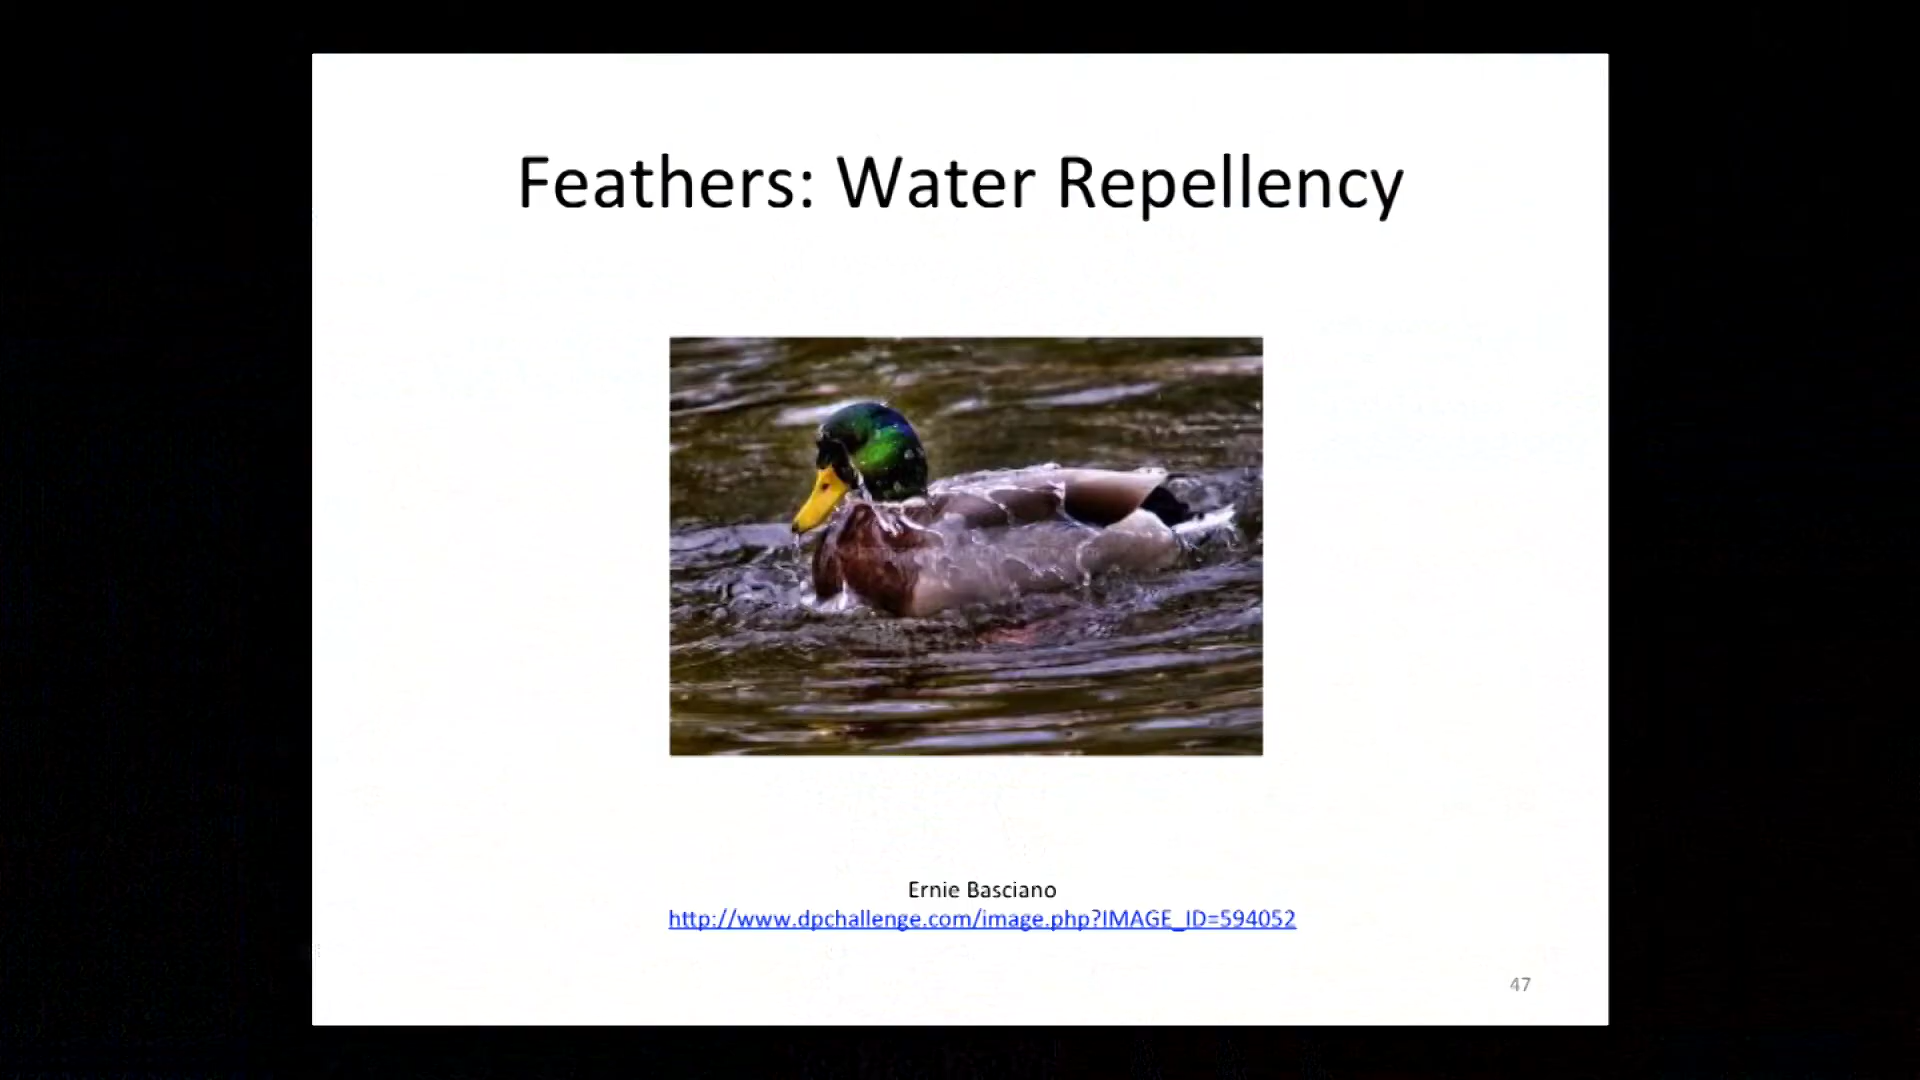 Feathers: Water Repellency
Ernie Basciano
http://www.dpchallenge.com/image.php?IMAGE_ID=594052
47